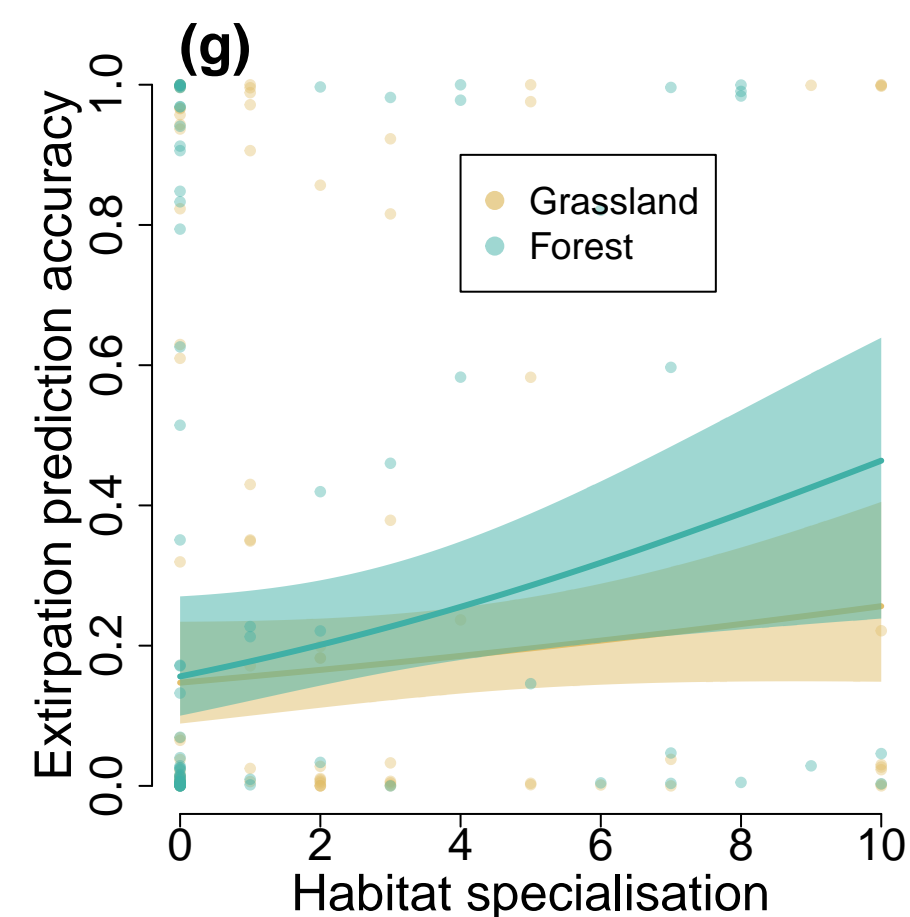 (g)
Extirpation prediction accuracy
1.0
0.8
0.6
0.4
0.2
0.0
Grassland
Forest
0 2 4 6 8 10
Habitat specialisation